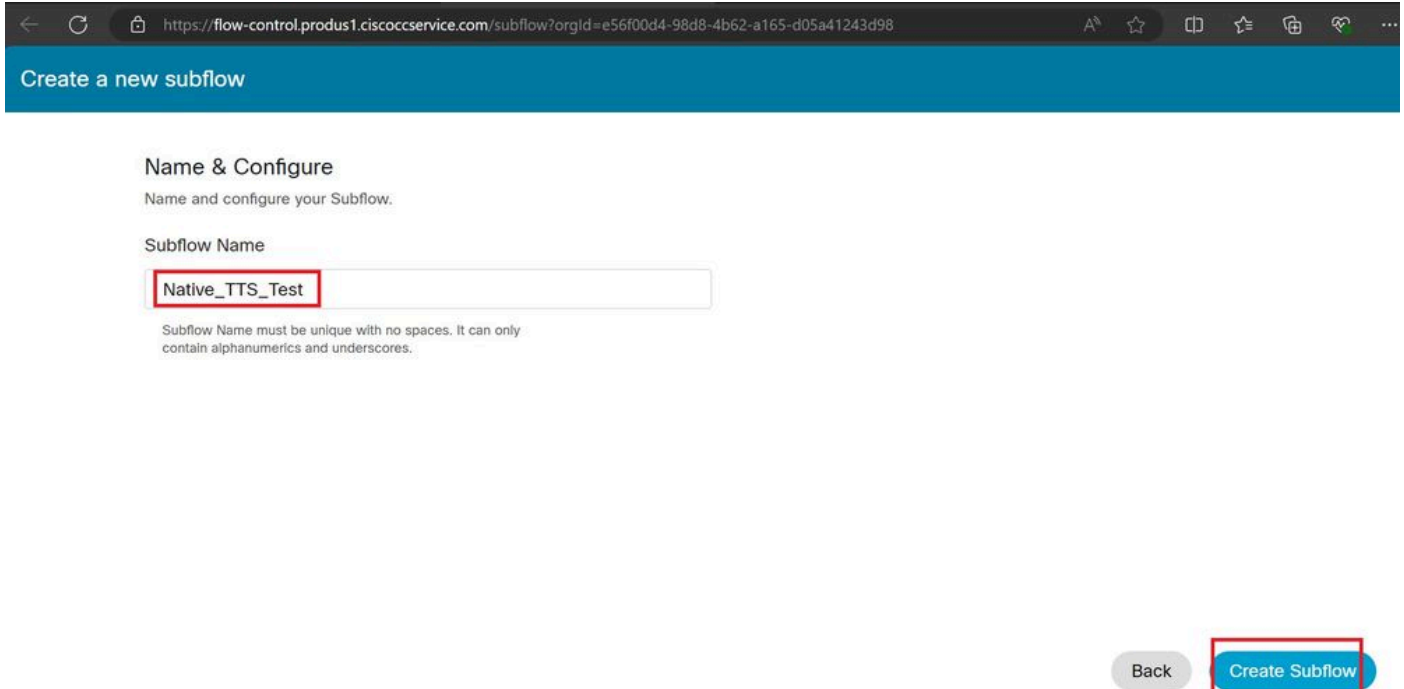 https://flow-control.produs1.ciscoccservice.com/subflow?orgId=e56f00d4-98d8-4b62-a165-d05a41243d98
Create a new subflow
Name & Configure
Name and configure your Subflow.
Subflow Name
Native_TTS_Test
Subflow Name must be unique with no spaces. It can only
contain alphanumerics and underscores.
Back Create Subflow